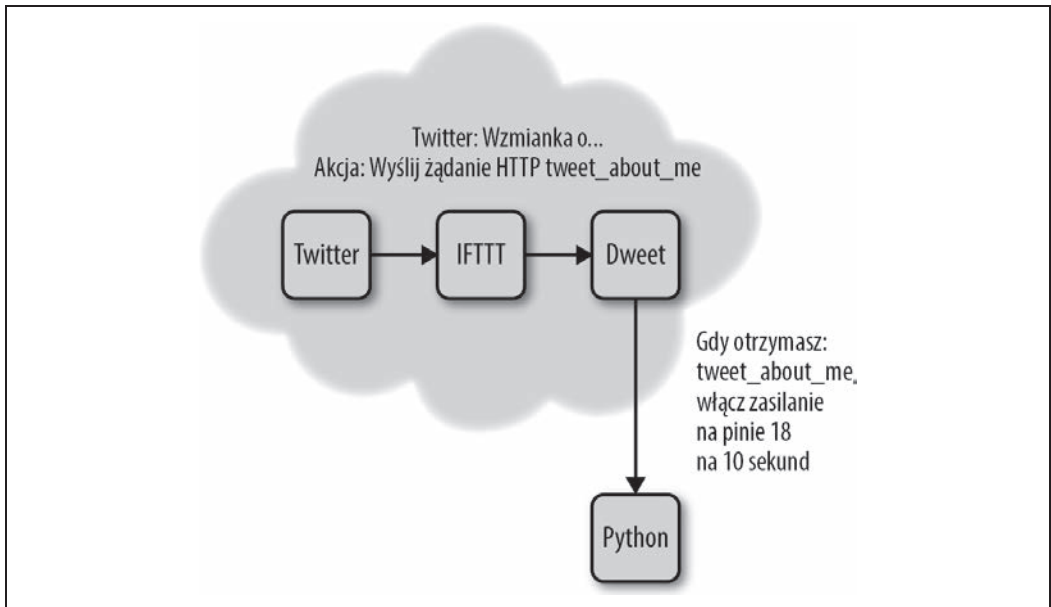 Twitter: Wzmianka o...
Akcja: Wyślij żądanie HTTP tweet_about_me
Twitter
IFTTT
Dweet
Gdy otrzymasz:
tweet_about_me,
włącz zasilanie
na pinie 18
na 10 sekund
Python